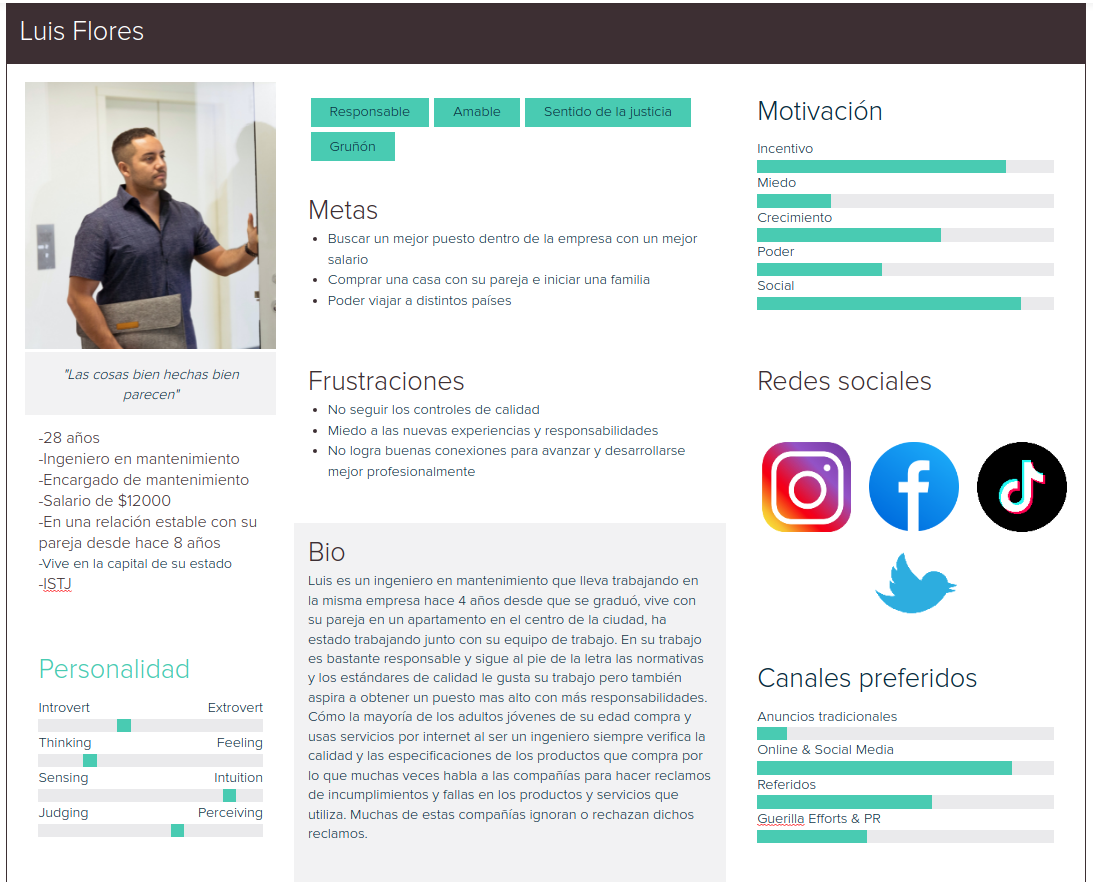 Luis Flores
"Las cosas bien hechas bien
parecen"
-28 años
-Ingeniero en mantenimiento
-Encargado de mantenimiento
-Salario de $12000
-En una relación estable con su
pareja desde hace 8 años
-Vive en la capital de su estado
-ISTJ
Personalidad
Introvert Extrovert
Thinking Feeling
Sensing Intuition
Judging Perceiving
Responsable Amable Sentido de la justicia
Gruñón
Metas
• Buscar un mejor puesto dentro de la empresa con un mejor
salario
• Comprar una casa con su pareja e iniciar una familia
• Poder viajar a distintos países
Frustraciones
• No seguir los controles de calidad
• Miedo a las nuevas experiencias y responsabilidades
• No logra buenas conexiones para avanzar y desarrollarse
mejor profesionalmente
Bio
Luis es un ingeniero en mantenimiento que lleva trabajando en
la misma empresa hace 4 años desde que se graduó, vive con
su pareja en un apartamento en el centro de la ciudad, ha
estado trabajando junto con su equipo de trabajo. En su trabajo
es bastante responsable y sigue al pie de la letra las normativas
y los estándares de calidad le gusta su trabajo pero también
aspira a obtener un puesto mas alto con más responsabilidades.
Cómo la mayoría de los adultos jóvenes de su edad compra y
usas servicios por internet al ser un ingeniero siempre verifica la
calidad y las especificaciones de los productos que compra por
lo que muchas veces habla a las compañías para hacer reclamos
de incumplimientos y fallas en los productos y servicios que
utiliza. Muchas de estas compañías ignoran o rechazan dichos
reclamos.
Motivación
Incentivo
Miedo
Crecimiento
Poder
Social
Redes sociales
Canales preferidos
Anuncios tradicionales
Online & Social Media
Referidos
Guerilla Efforts & PR